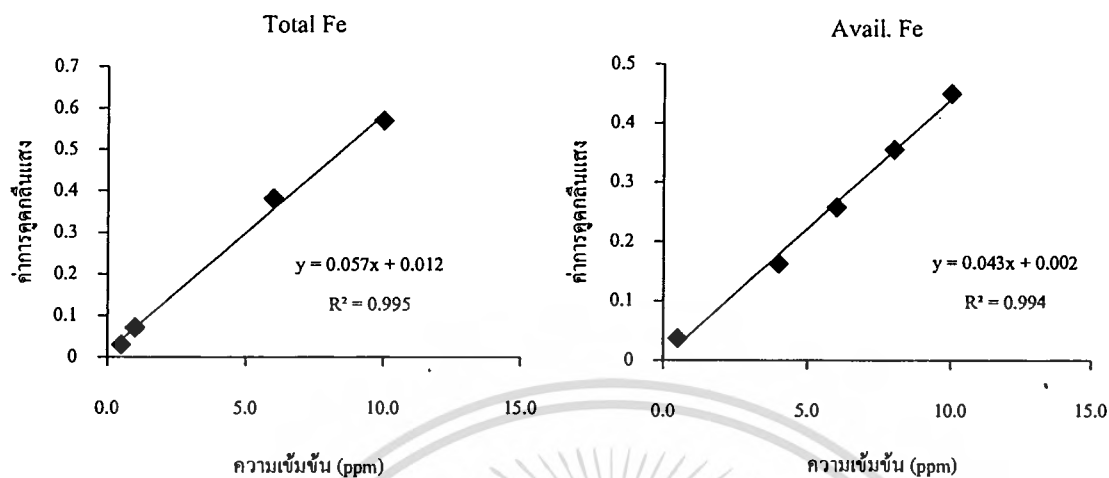 Total Fe
0.7
0.6
0.5
0.4
0.3
0.2
0.1
0
ค่าการดูดกลืนแสง
y = 0.057x + 0.012
R² = 0.995
0.0 5.0 10.0 15.0
ความเข้มข้น (ppm)
Avail. Fe
0.5
0.4
0.3
0.2
0.1
0
ค่าการดูดกลืนแสง
y = 0.043x + 0.002
R² = 0.994
0.0 5.0 10.0 15.0
ความเข้มข้น (ppm)